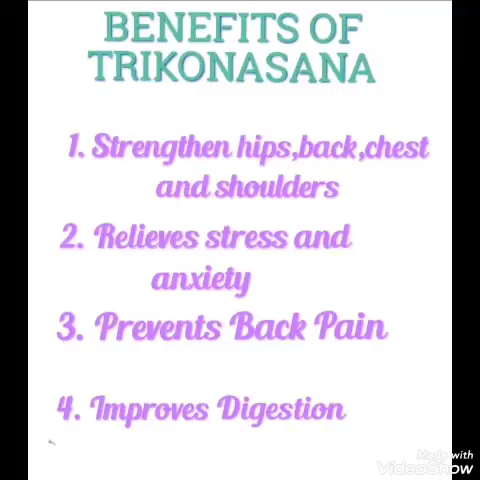 BENEFITS OF
TRIKONASANA
1. Strengthen hips,back,chest
and shoulders
2. Relieves stress and
anxiety
3. Prevents Back Pain
4. Improves Digestion
Made with
VideoShow